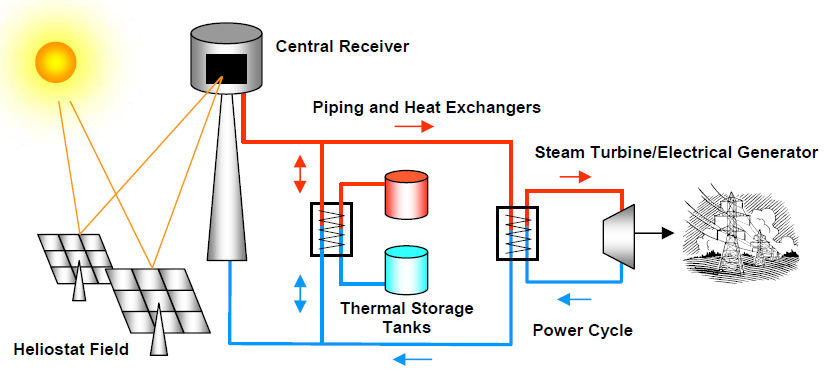 Central Receiver
Piping and Heat Exchangers
Steam Turbine/Electrical Generator
Thermal Storage
Tanks
Power Cycle
Heliostat Field